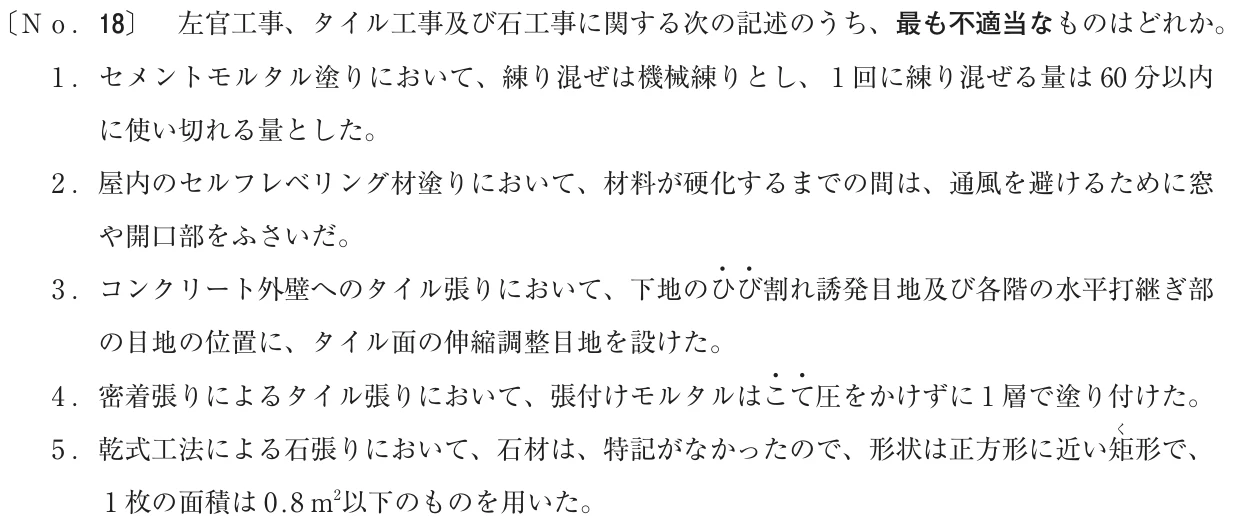 〔Ｎｏ．18〕　左官工事、タイル工事及び石工事に関する次の記述のうち、最も不適当なものはどれか。
１．セメントモルタル塗りにおいて、練り混ぜは機械練りとし、１回に練り混ぜる量は 60 分以内
に使い切れる量とした。
２．屋内のセルフレベリング材塗りにおいて、材料が硬化するまでの間は、通風を避けるために窓
や開口部をふさいだ。
３．コンクリート外壁へのタイル張りにおいて、下地のひび割れ誘発目地及び各階の水平打継ぎ部
の目地の位置に、タイル面の伸縮調整目地を設けた。
４．密着張りによるタイル張りにおいて、張付けモルタルはこて圧をかけずに１層で塗り付けた。
く
５．乾式工法による石張りにおいて、石材は、特記がなかったので、形状は正方形に近い矩形で、
１枚の面積は 0.8 m²以下のものを用いた。